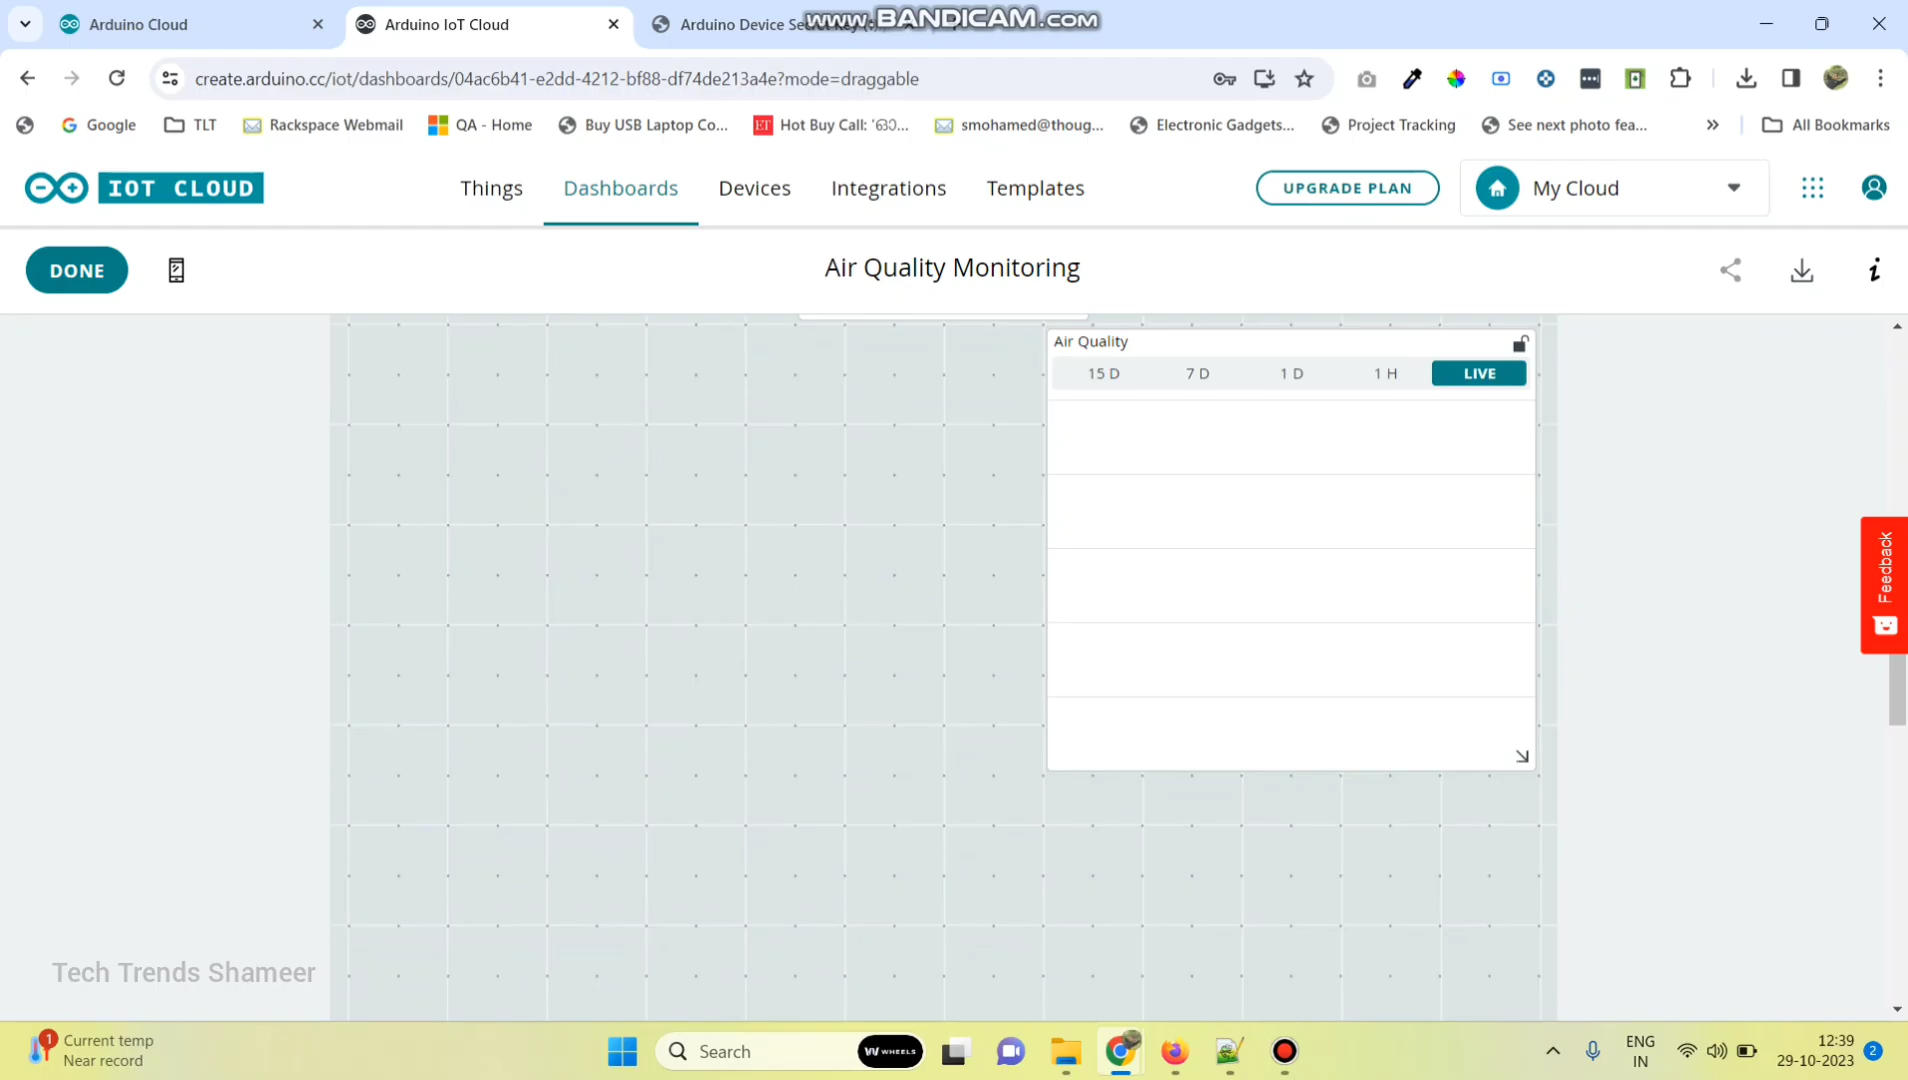 Arduino Cloud
Arduino IoT Cloud
Arduino Device Sec
www.BANDICAM.com
create.arduino.cc/iot/dashboards/04ac6b41-e2dd-4212-bf88-df74de213a4e?mode=draggable
Google
TLT
Rackspace Webmail
QA - Home
Buy USB Laptop Co...
Hot Buy Call: 'ഓ...
smohamed@thoug...
Electronic Gadgets...
Project Tracking
See next photo fea...
All Bookmarks
IOT CLOUD
Things
Dashboards
Devices
Integrations
Templates
UPGRADE PLAN
My Cloud
DONE
Air Quality Monitoring
Air Quality
15 D
7 D
1 D
1 H
LIVE
Feedback
Tech Trends Shameer
1
Current temp
Near record
Search
WHEELS
ENG
IN
12:39
29-10-2023
2